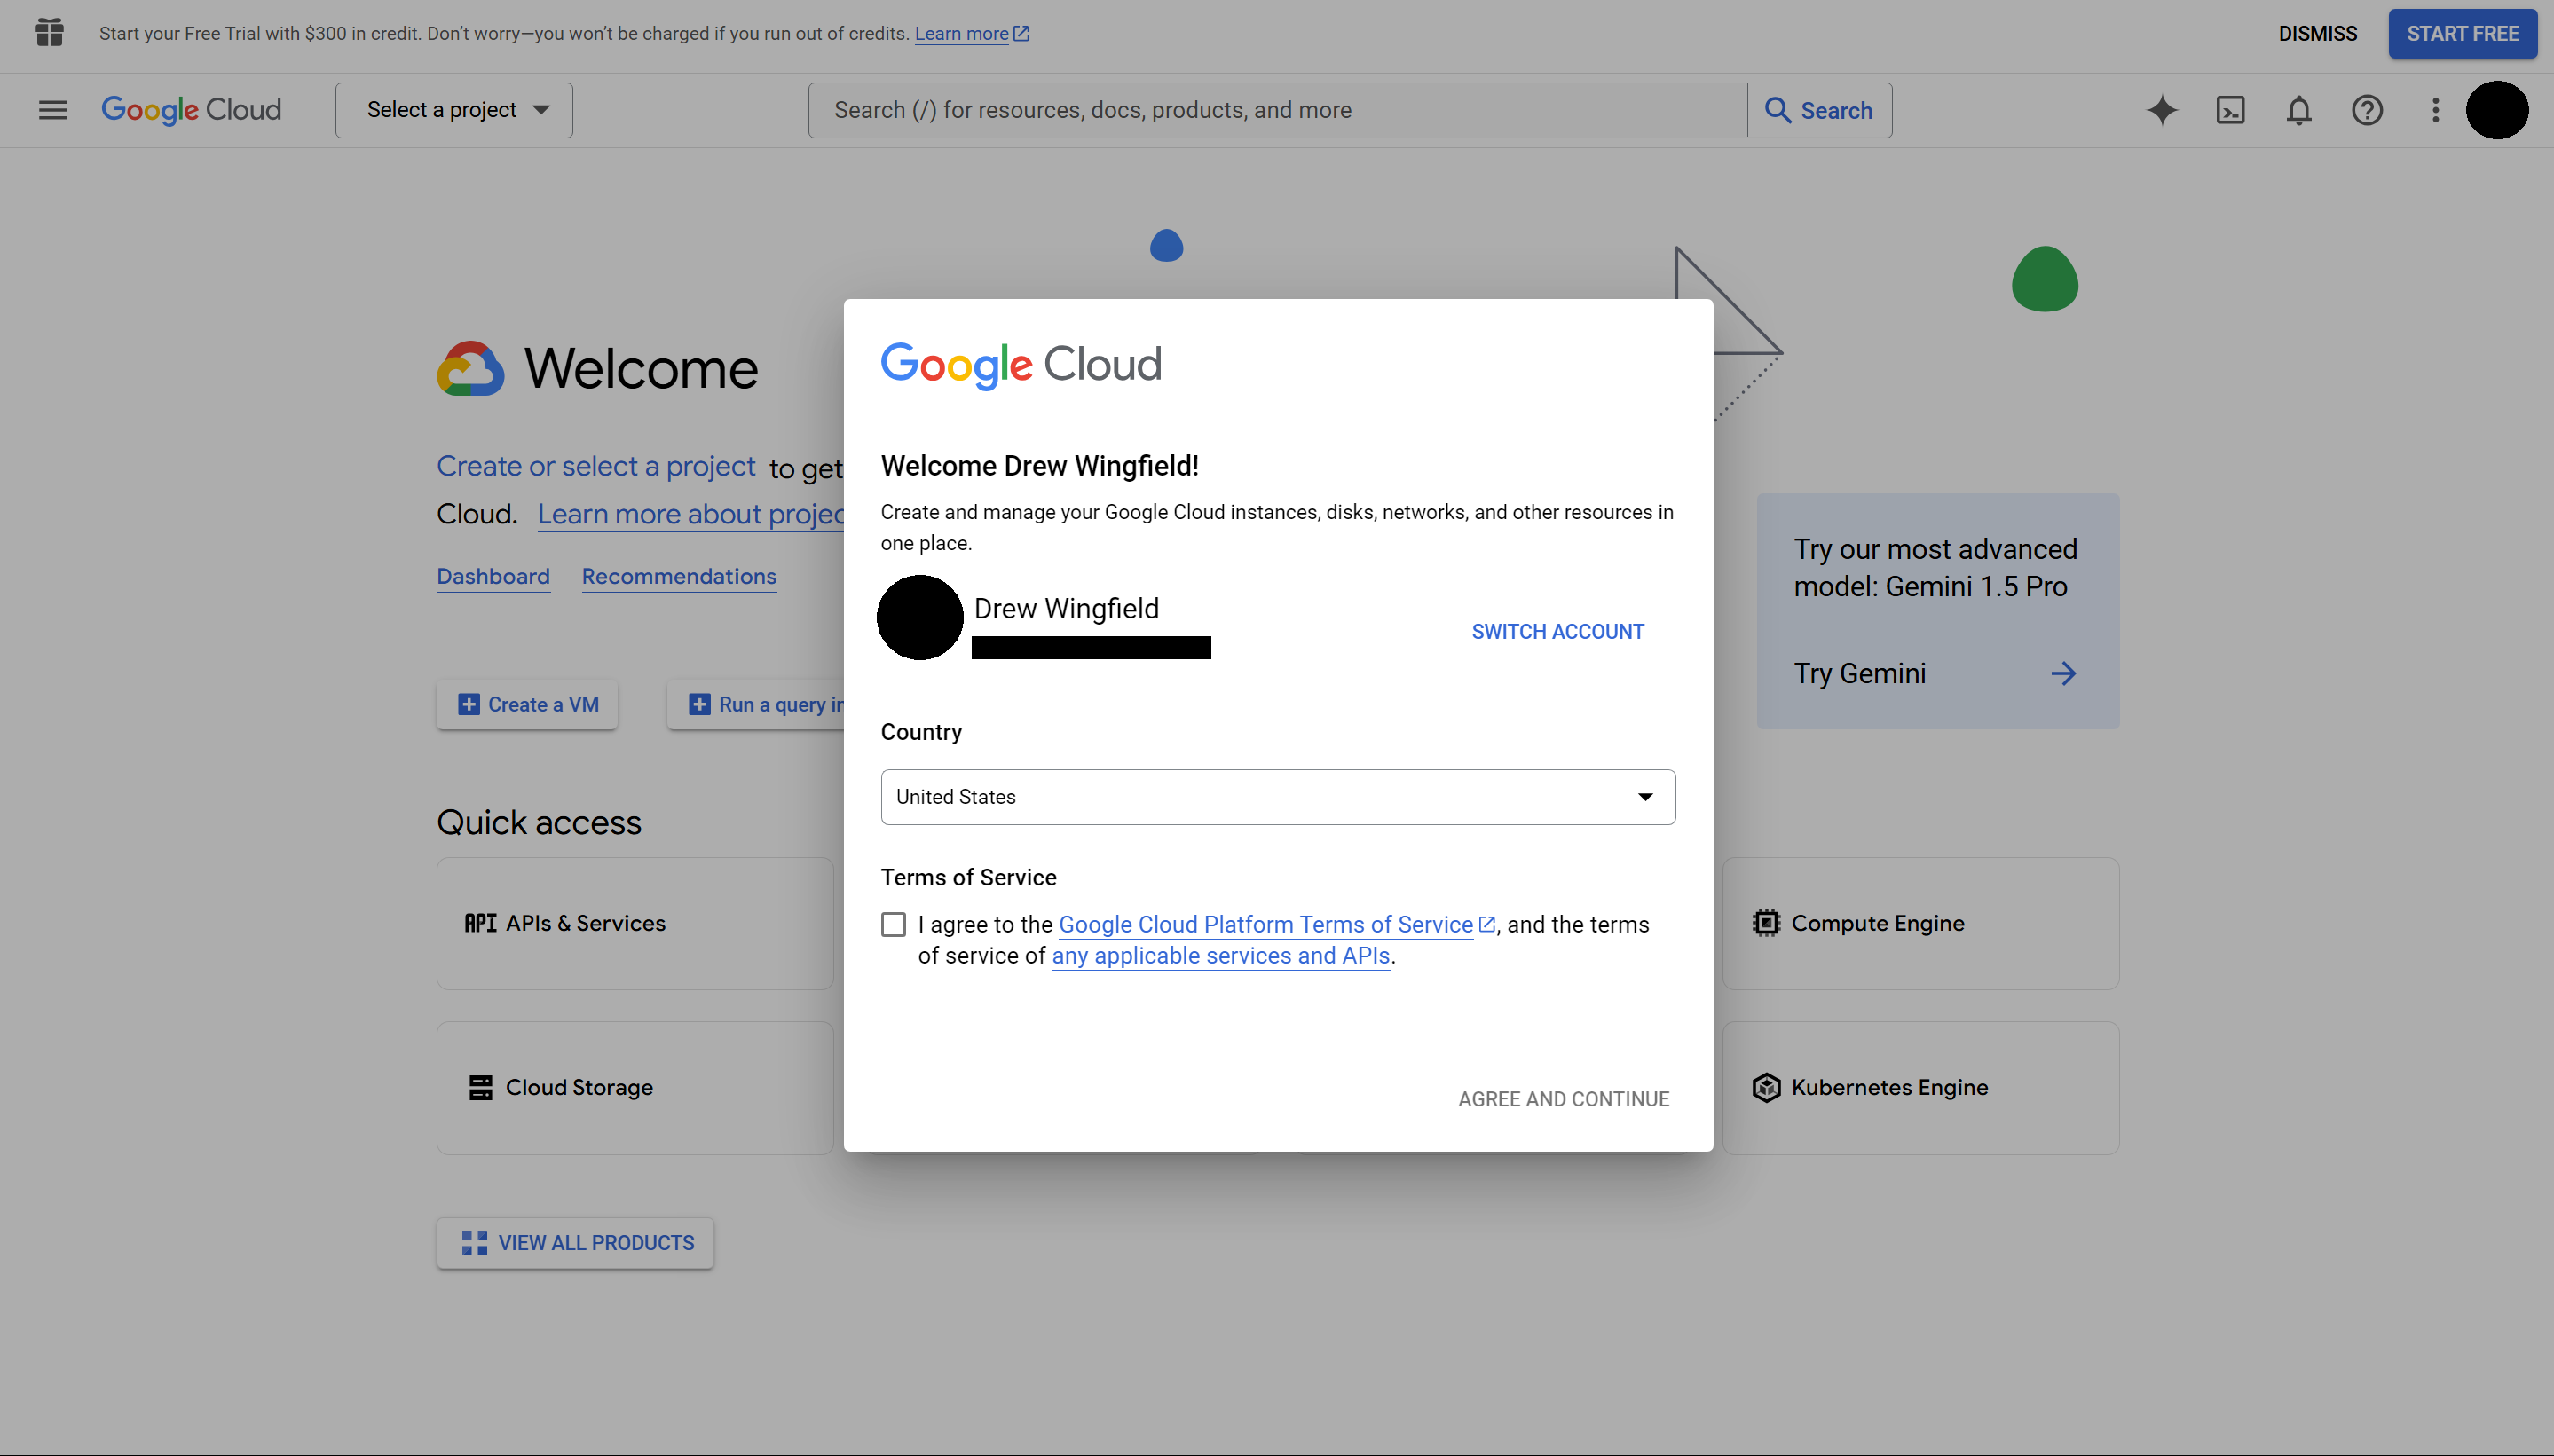 Start your Free Trial with $300 in credit. Don’t worry—you won’t be charged if you run out of credits. Learn more
DISMISS
START FREE
Google Cloud
Select a project
Search (/) for resources, docs, products, and more
Search
Welcome
Create or select a project to get
Cloud. Learn more about projec
Dashboard Recommendations
Create a VM
Run a query in
Try our most advanced
model: Gemini 1.5 Pro
Try Gemini
Quick access
API APIs & Services
Compute Engine
Cloud Storage
Kubernetes Engine
VIEW ALL PRODUCTS
Google Cloud
Welcome Drew Wingfield!
Create and manage your Google Cloud instances, disks, networks, and other resources in
one place.
Drew Wingfield
SWITCH ACCOUNT
Country
United States
Terms of Service
I agree to the Google Cloud Platform Terms of Service, and the terms
of service of any applicable services and APIs.
AGREE AND CONTINUE